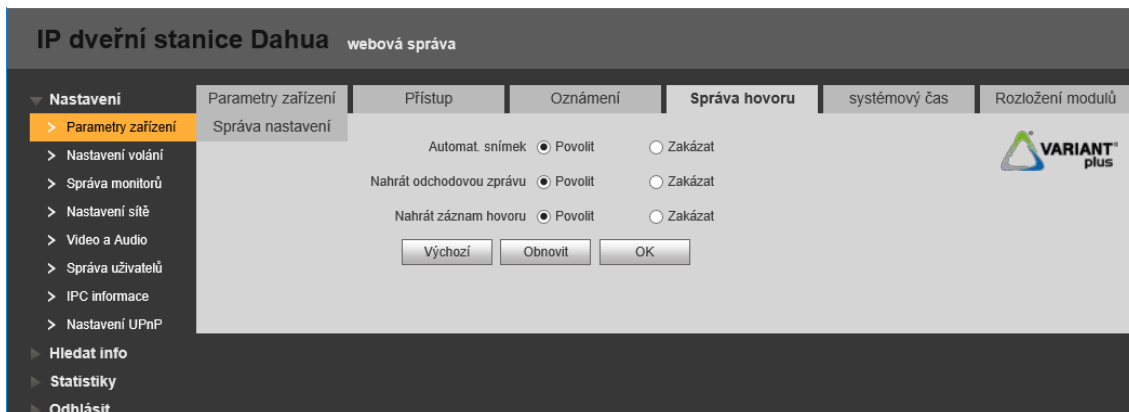 IP dveřní stanice Dahua webová správa
Nastavení
Parametry zařízení
Nastavení volání
Správa monitorů
Nastavení sítě
Video a Audio
Správa uživatelů
IPC informace
Nastavení UPnP
Hledat info
Statistiky
Odhlásit
Parametry zařízení Přístup Oznámení Správa hovoru systémový čas Rozložení modulů
Správa nastavení
Automat. snímek Povolit Zakázat
Nahrát odchodovou zprávu Povolit Zakázat
Nahrát záznam hovoru Povolit Zakázat
Výchozí Obnovit OK
VARIANT
plus